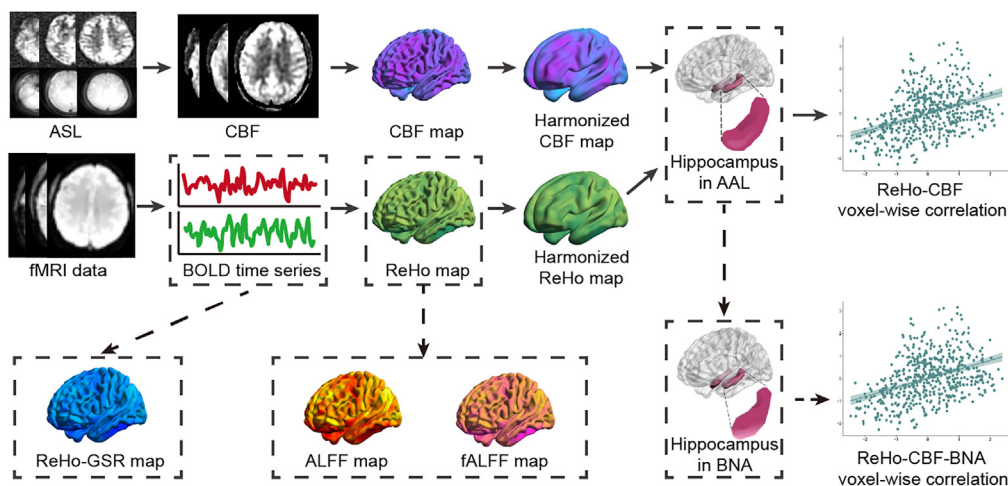 ASL
CBF
CBF map
Harmonized
CBF map
Hippocampus
in AAL
ReHo-CBF
voxel-wise correlation
fMRI data
BOLD time series
ReHo map
Harmonized
ReHo map
ReHo-GSR map
ALFF map
fALFF map
Hippocampus
in BNA
ReHo-CBF-BNA
voxel-wise correlation